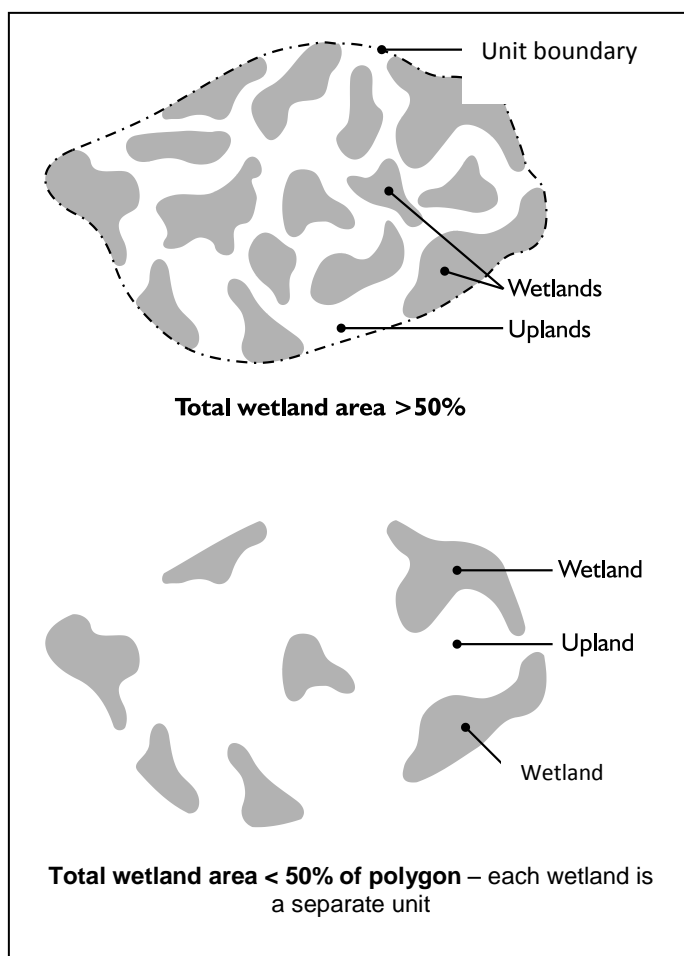 Unit boundary
Wetlands
Uplands
Total wetland area >50%
Wetland
Upland
Wetland
Total wetland area < 50% of polygon – each wetland is
a separate unit